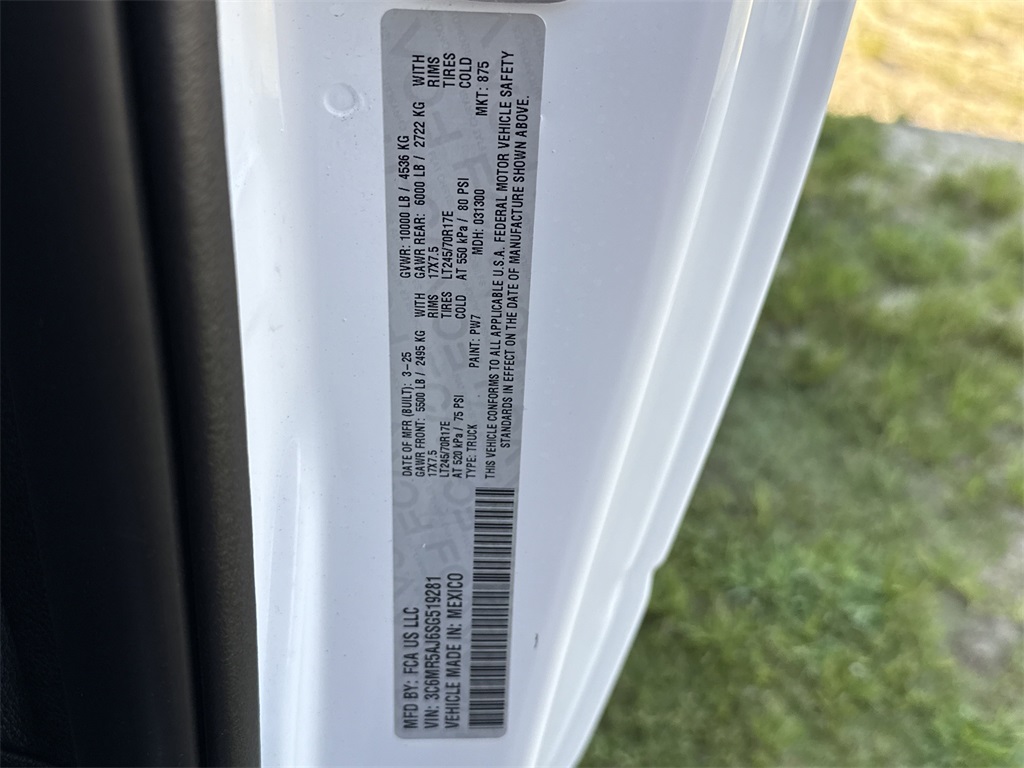 MFD BY: FCA US LLC
VIN: 3C6MR5AJ6SG519281
VEHICLE MADE IN: MEXICO
DATE OF MFR (BUILT): 3-25 GVWR: 10000 LB / 4536 KG
GAWR FRONT: 5500 LB / 2495 KG WITH GAWR REAR: 6000 LB / 2722 KG WITH
17X7.5 RIMS 17X7.5 RIMS
LT245/70R17E TIRES LT245/70R17E TIRES
AT 520 kPa / 75 PSI COLD AT 550 kPa / 80 PSI COLD
TYPE: TRUCK PAINT: PW7 MDH: 031300 MKT: 875
THIS VEHICLE CONFORMS TO ALL APPLICABLE U.S.A. FEDERAL MOTOR VEHICLE SAFETY
STANDARDS IN EFFECT ON THE DATE OF MANUFACTURE SHOWN ABOVE.